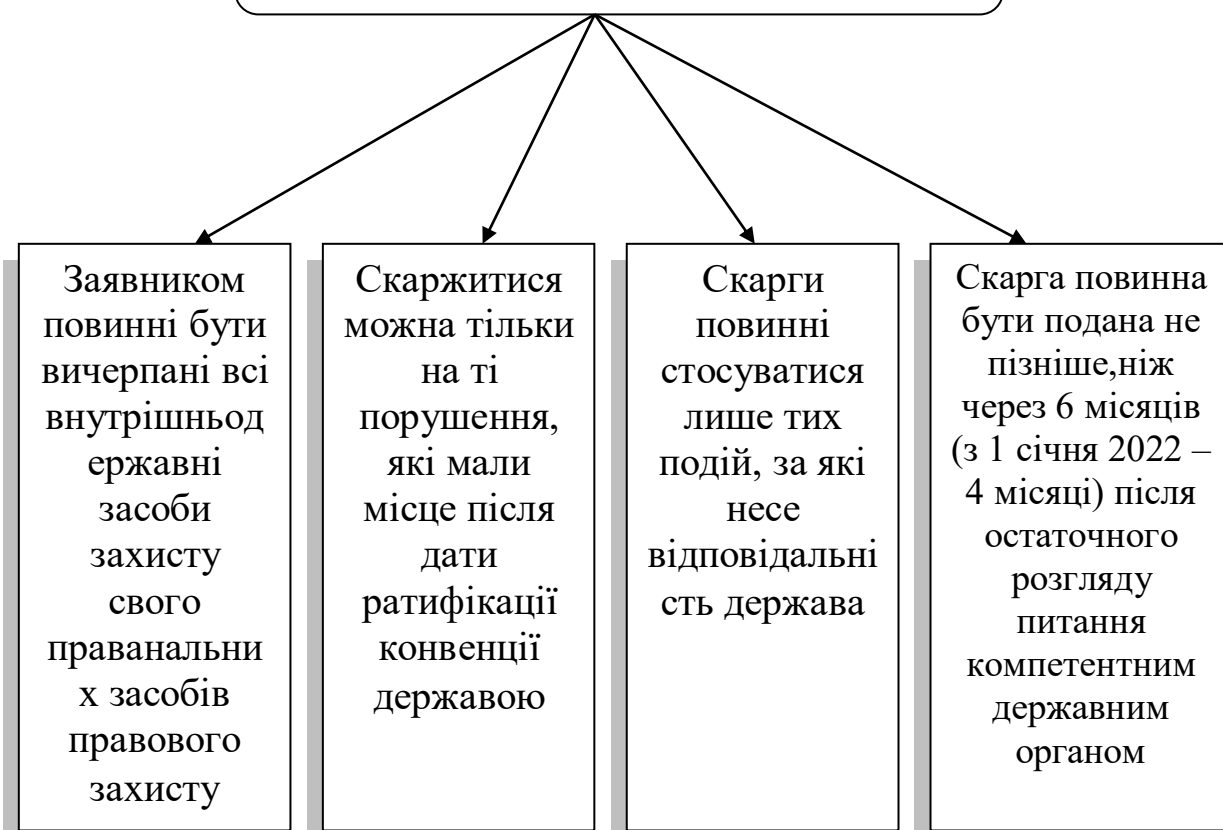 Заявником
повинні бути
вичерпані всі
внутрішньод
ержавні
засоби
захисту
свого
праванальни
х засобів
правового
захисту
Скаржитися
можна тільки
на ті
порушення,
які мали
місце після
дати
ратифікації
конвенції
державою
Скарги
повинні
стосуватися
лише тих
подій, за які
несе
відповідальні
сть держава
Скарга повинна
бути подана не
пізніше,ніж
через 6 місяців
(з 1 січня 2022 –
4 місяці) після
остаточного
розгляду
питання
компетентним
державним
органом